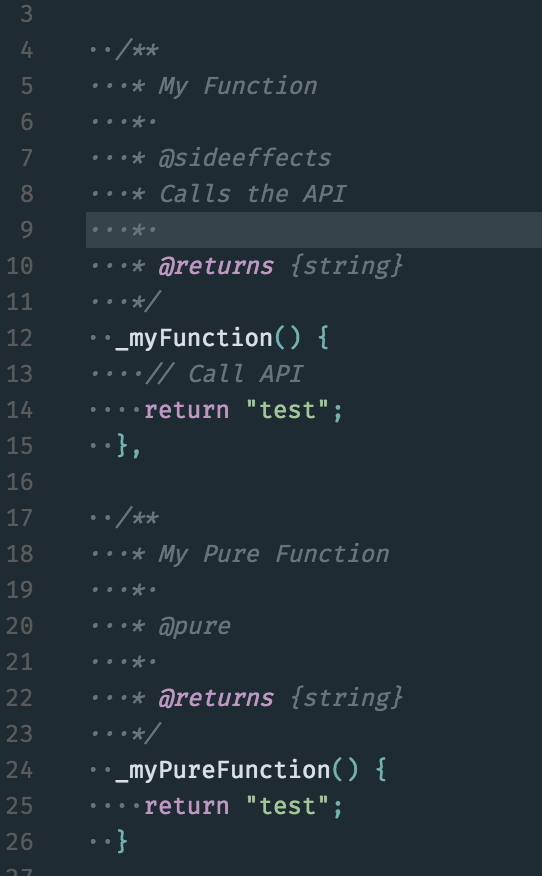 3
4 ··/**
5 ···* My Function
6 ···*·
7 ···* @sideeffects
8 ···* Calls the API
9 ···*·
10 ···* @returns {string}
11 ···*/
12 ··_myFunction() {
13 ····// Call API
14 ····return "test";
15 ··},
16
17 ··/**
18 ···* My Pure Function
19 ···*·
20 ···* @pure
21 ···*·
22 ···* @returns {string}
23 ···*/
24 ··_myPureFunction() {
25 ····return "test";
26 ··}
27